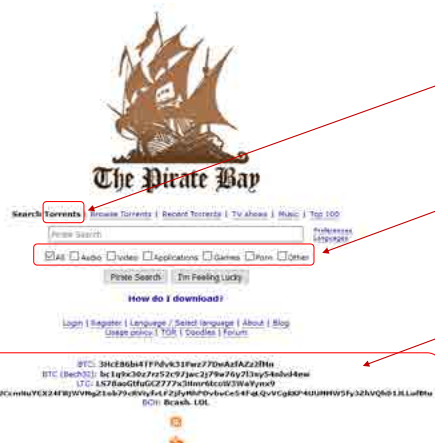 The Pirate Bay
Search Torrents | Browse Torrents | Recent Torrents | TV shows | Music | Top 100
Pirate Search
Preferences
Languages
All Audio Video Applications Games Porn Other
Pirate Search I'm Feeling Lucky
How do I download?
Login | Register | Language / Select language | About | Blog
Usage policy | TOR | Doodles | Forum
BTC:
BTC (Bech32):
LTC:
BCH: Bcash. LOL